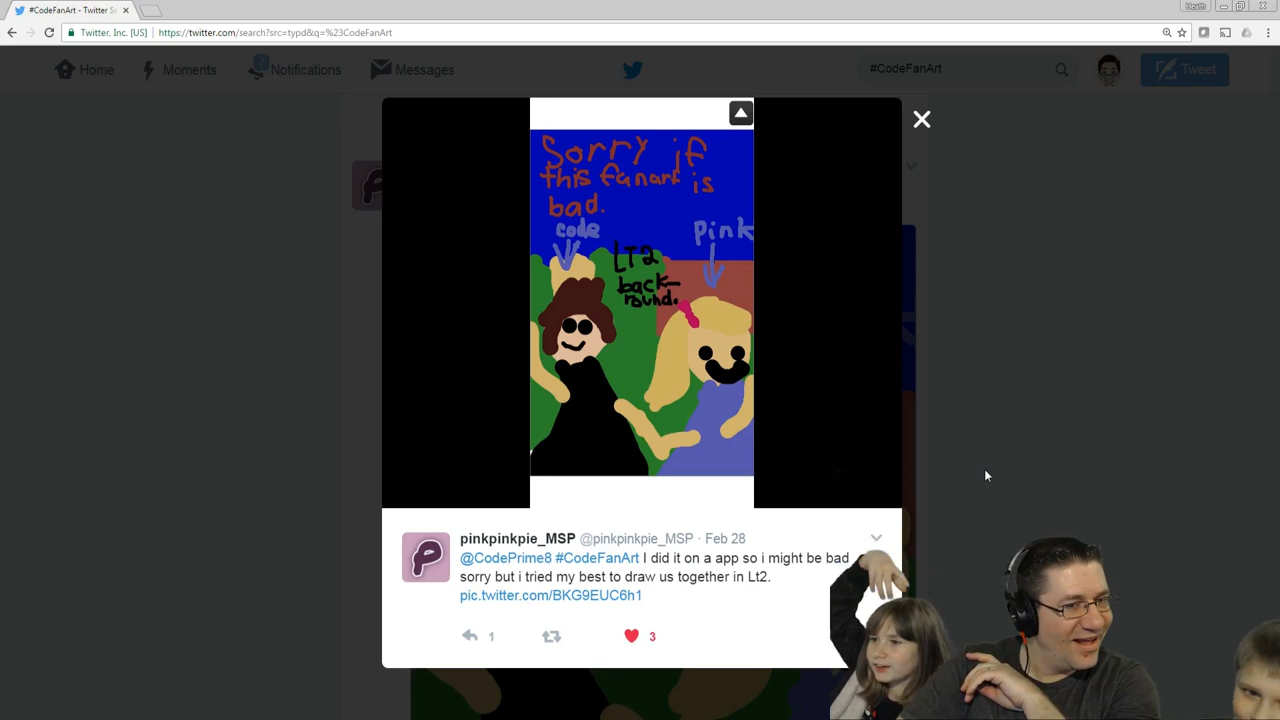 #CodeFanArt - Twitter Se
Heath
Twitter, Inc. [US]
https://twitter.com/search?src=typd&q=%23CodeFanArt
Home
Moments
Notifications
Messages
#CodeFanArt
Tweet
Sorry if
this fanart is
bad.
code
pink
LT2
back-
round.
pinkpinkpie_MSP @pinkpinkpie_MSP · Feb 28
@CodePrime8 #CodeFanArt I did it on a app so i might be bad
sorry but i tried my best to draw us together in Lt2.
pic.twitter.com/BKG9EUC6h1
1
3